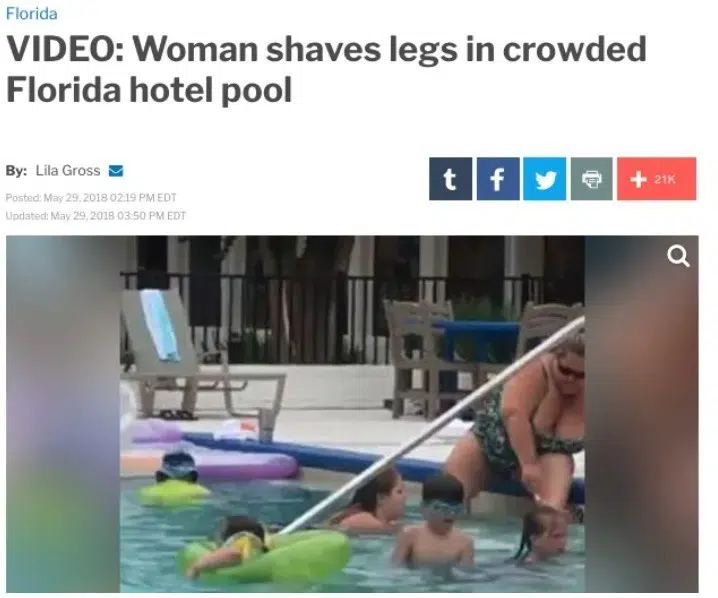 Florida
VIDEO: Woman shaves legs in crowded
Florida hotel pool
By: Lila Gross
t f + 21K
Posted: May 29, 2018 02:19 PM EDT
Updated: May 29, 2018 03:50 PM EDT